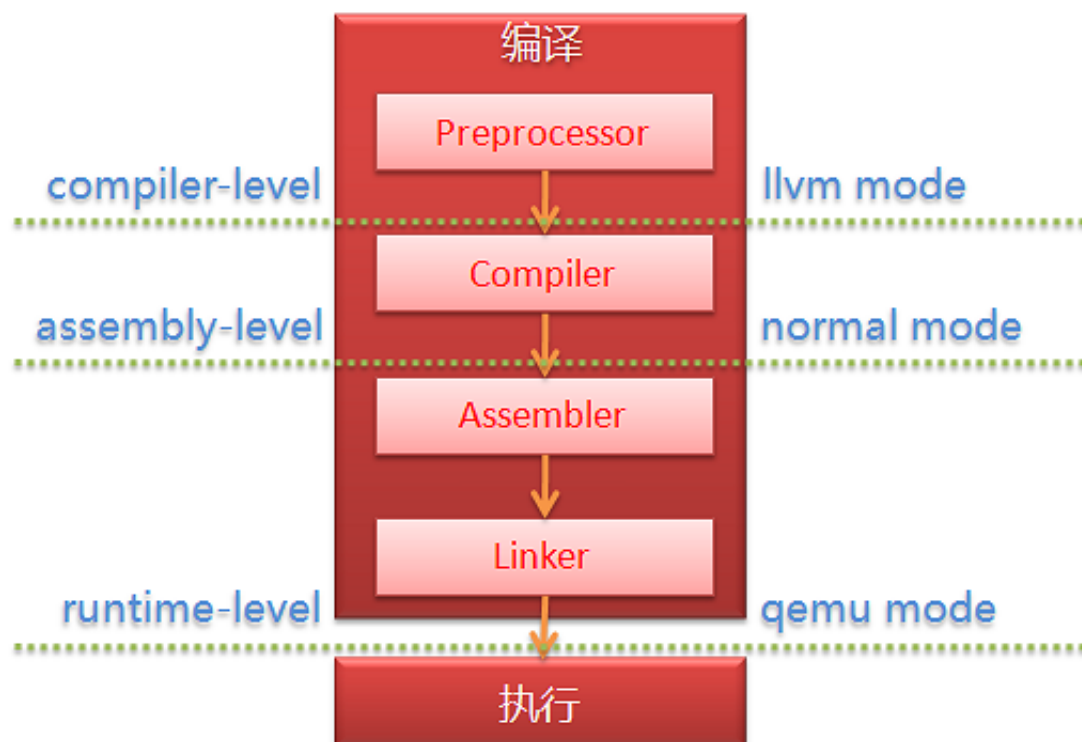 编译
Preprocessor
compiler-level
llvm mode
Compiler
assembly-level
normal mode
Assembler
Linker
runtime-level
qemu mode
执行